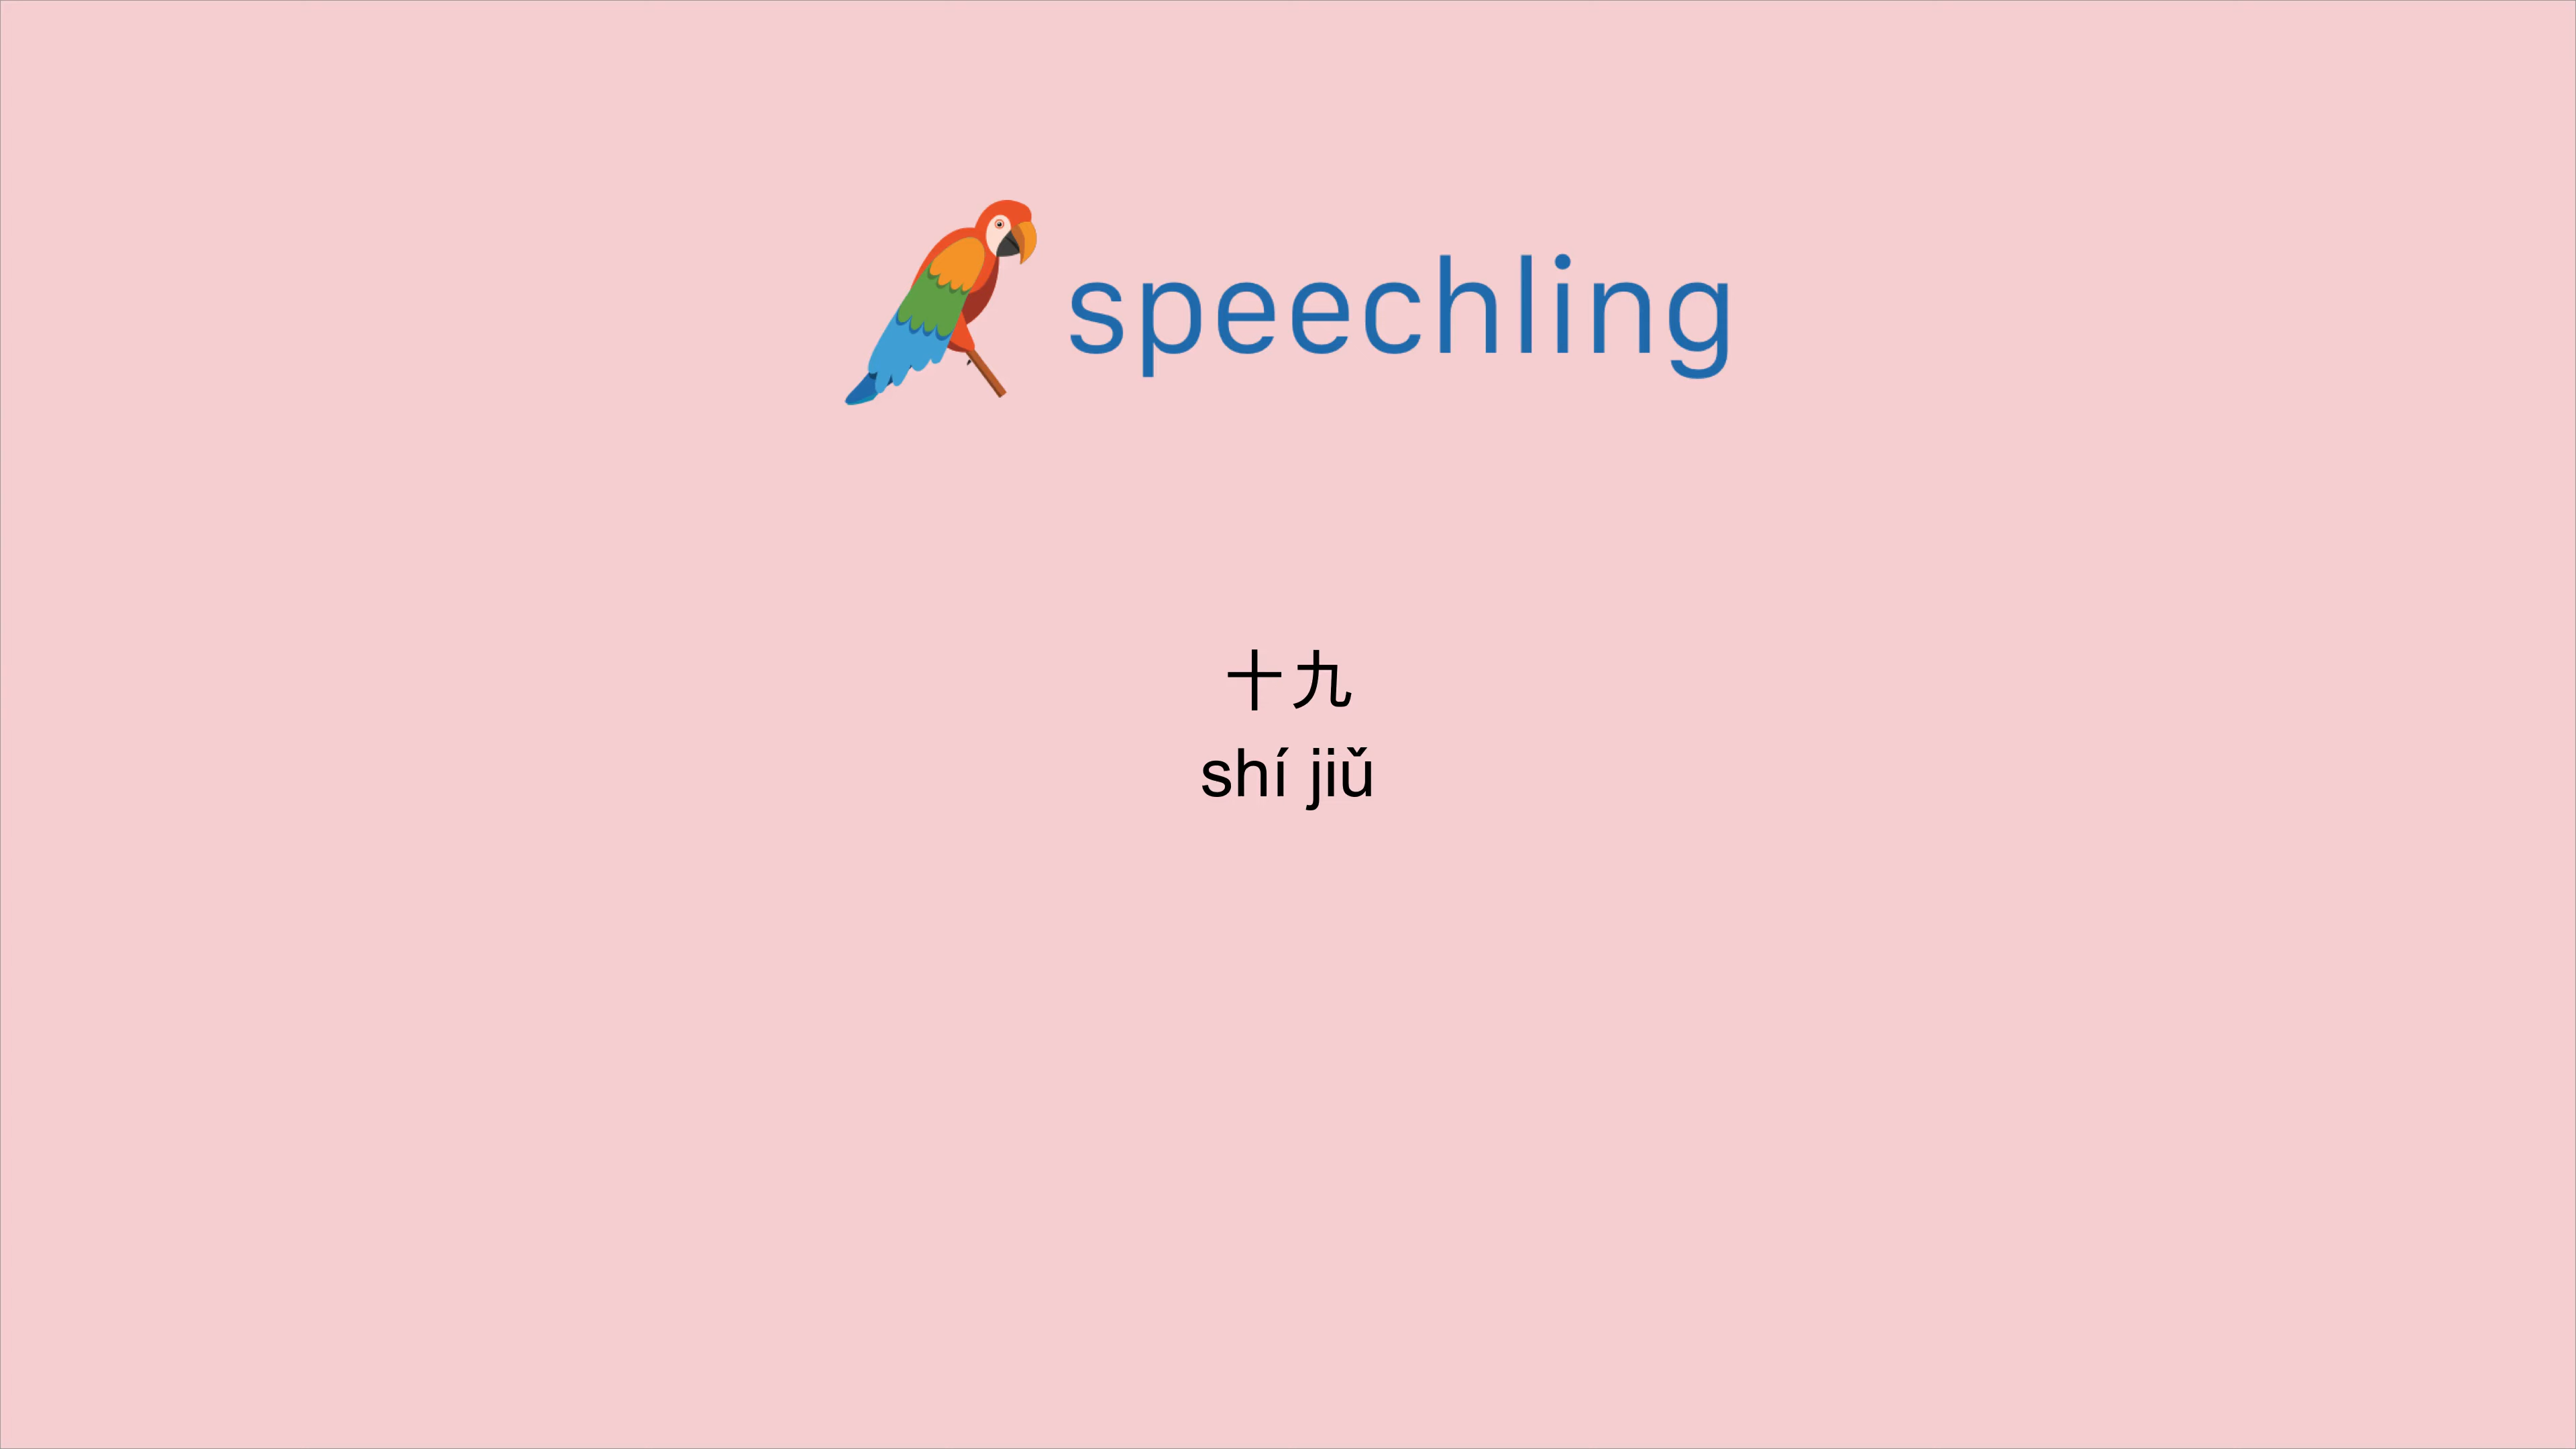 speechling
十九
shí jiǔ